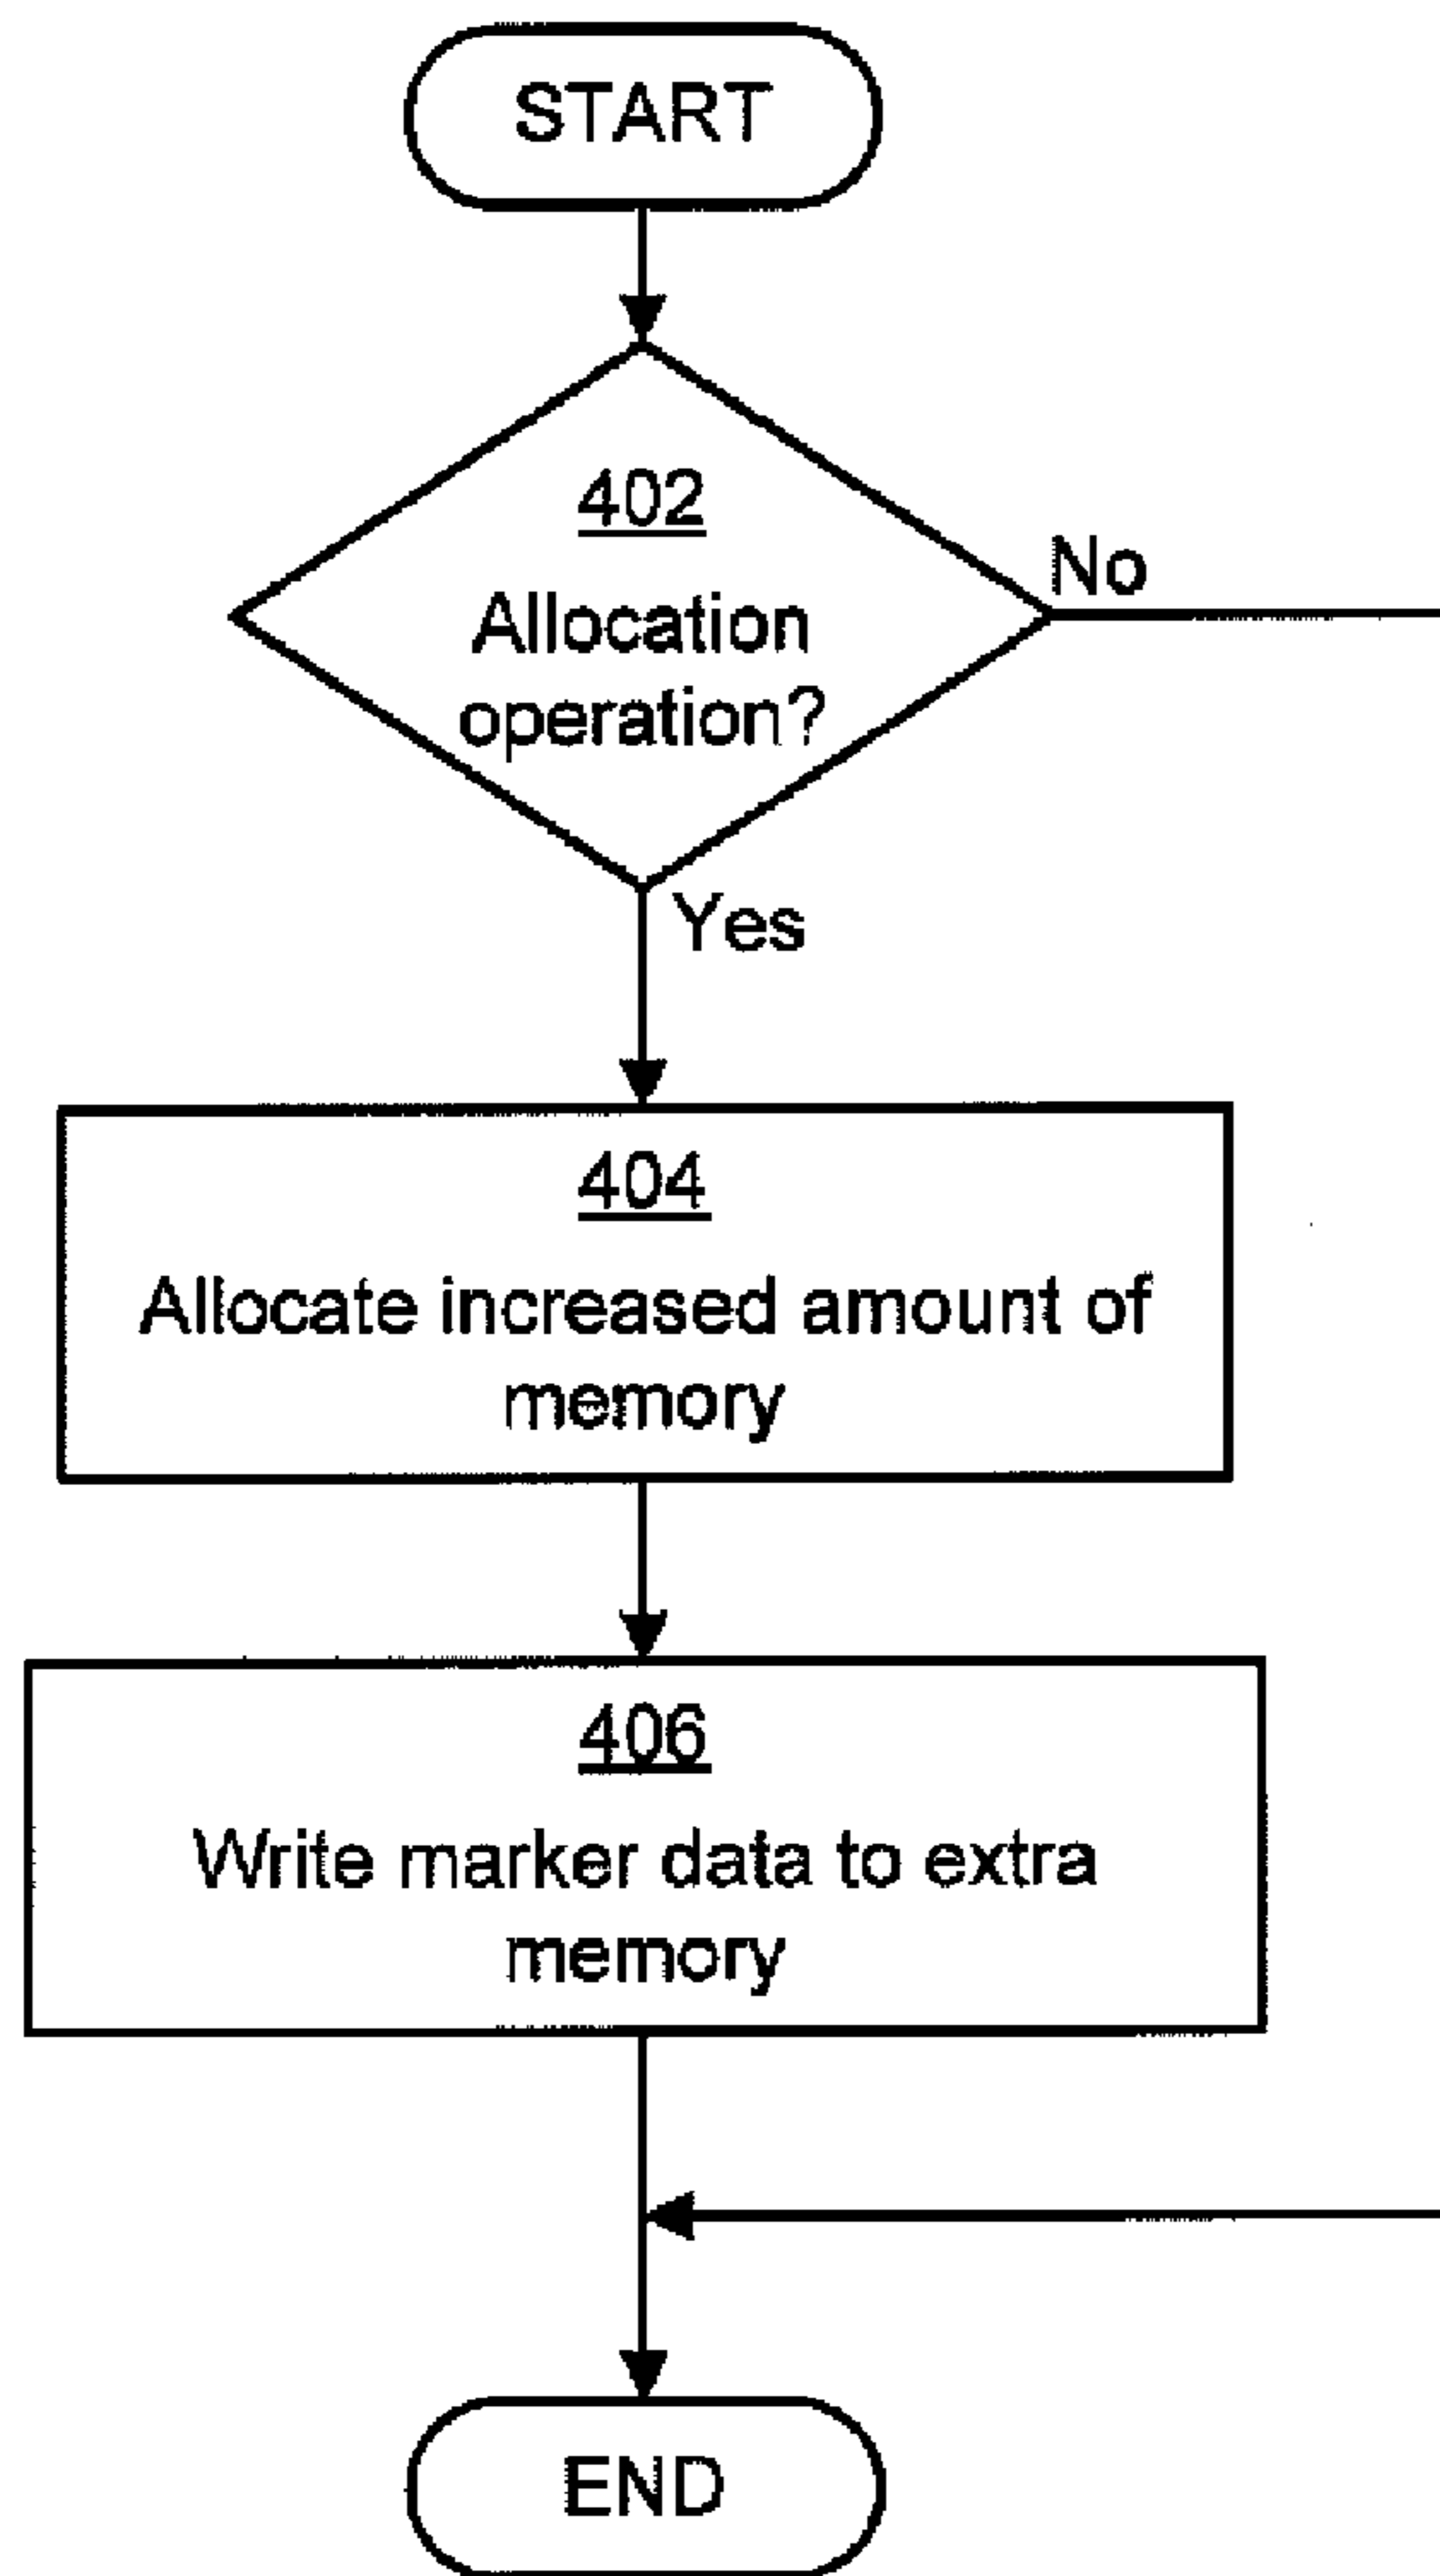 START
402
Allocation
operation?
No
Yes
404
Allocate increased amount of
memory
406
Write marker data to extra
memory
END